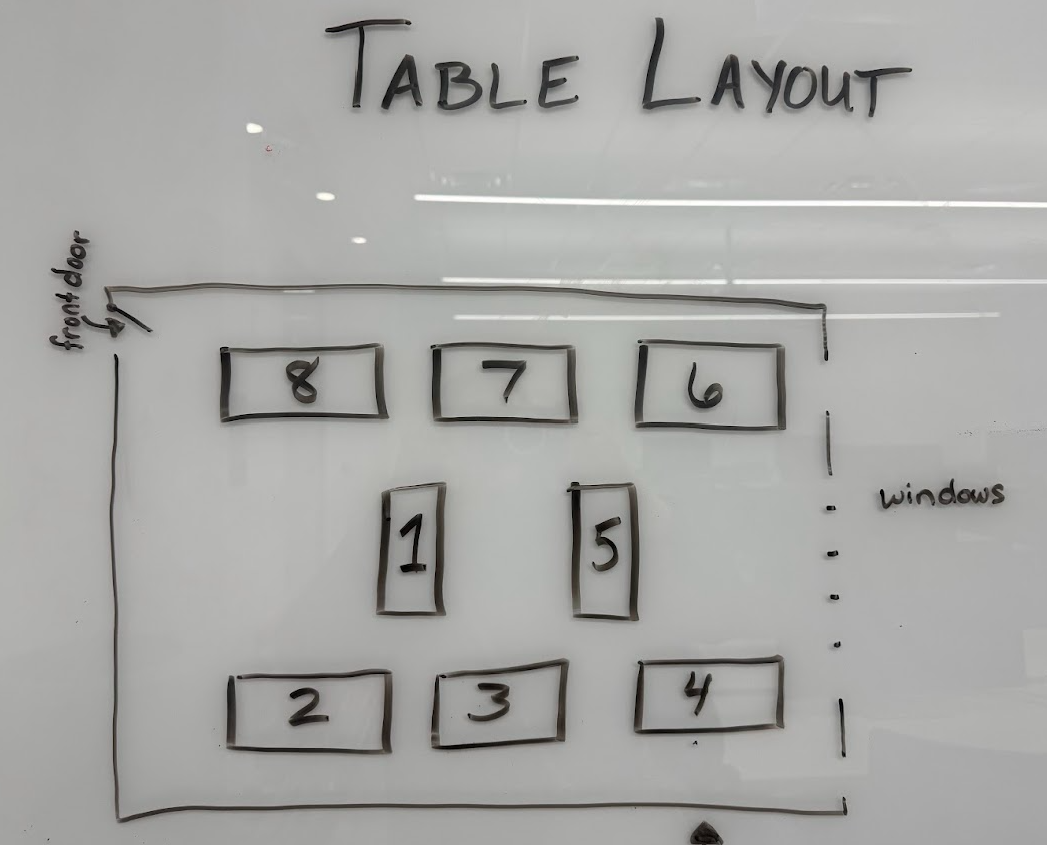 TABLE LAYOUT
front door
8 7 6
windows
1 5
2 3 4